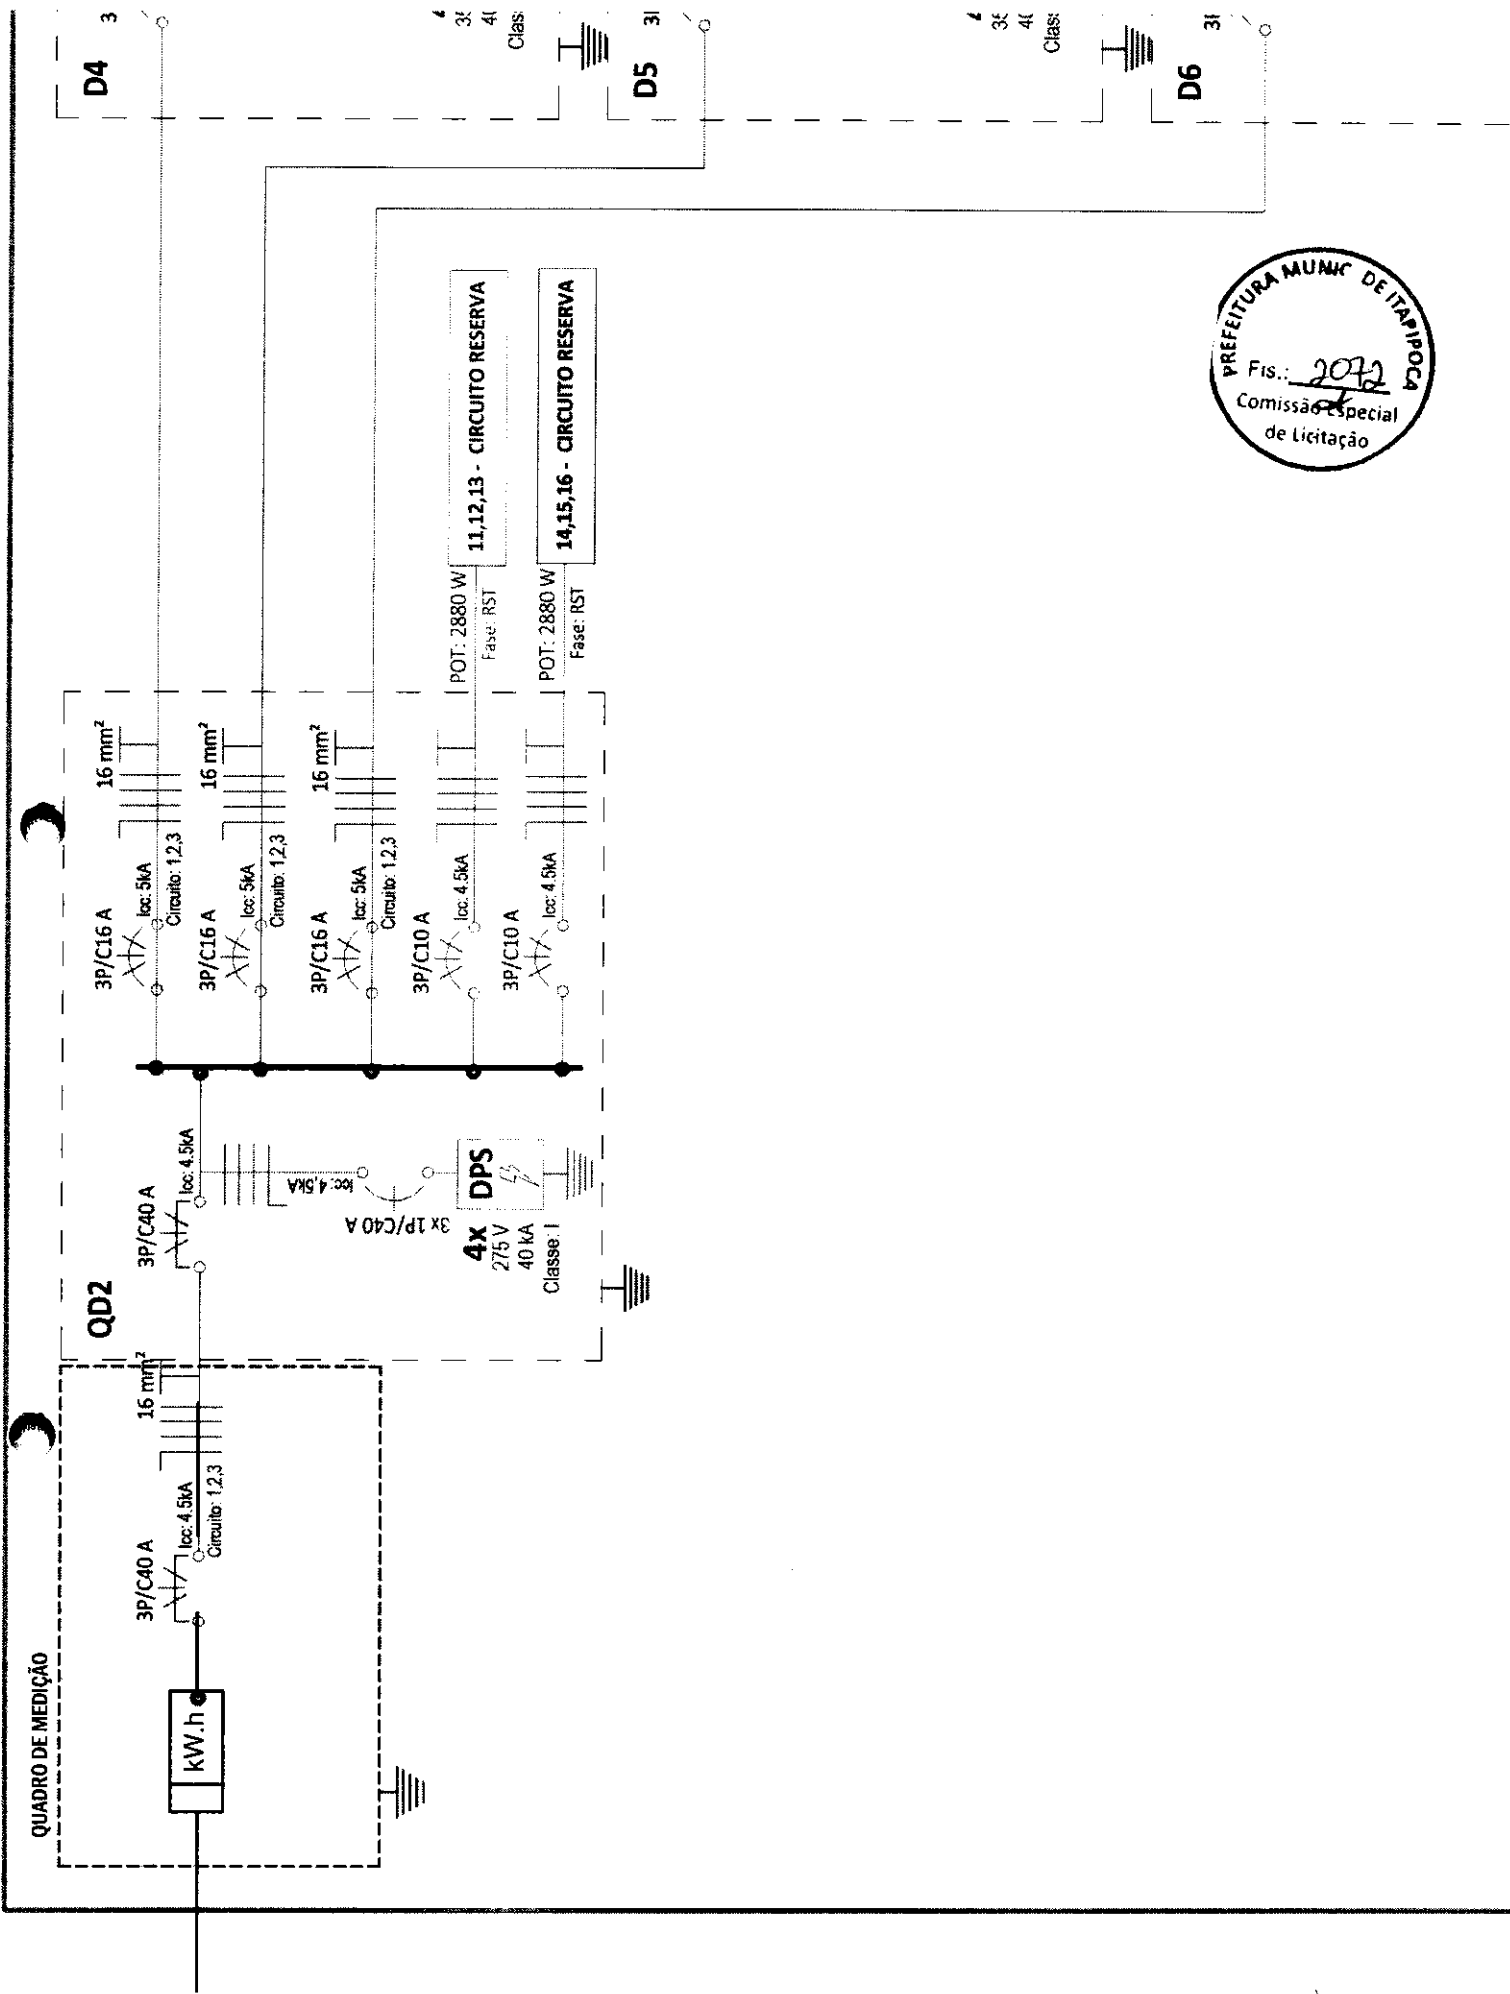 QUADRO DE MEDIÇÃO
kW.h
3P/C40 A
Icc: 4.5kA
Circuito: 1,2,3
16 mm²
QD2
3P/C40 A
Icc: 4.5kA
Icc: 4,5kA
3x 1P/C40 A
4x
DPS
275 V
40 kA
Classe: I
3P/C16 A
Icc: 5kA
Circuito: 1,2,3
16 mm²
3P/C16 A
Icc: 5kA
Circuito: 1,2,3
16 mm²
3P/C16 A
Icc: 5kA
Circuito: 1,2,3
16 mm²
3P/C10 A
Icc: 4.5kA
POT: 2880 W
Fase: RST
11,12,13 - CIRCUITO RESERVA
3P/C10 A
Icc: 4.5kA
POT: 2880 W
Fase: RST
14,15,16 - CIRCUITO RESERVA
D4
3
Clas
D5
Clas
D6
PREFEITURA MUNIC DE ITAPIPOCA
Fls.: 2072
Comissão Especial
de Licitação